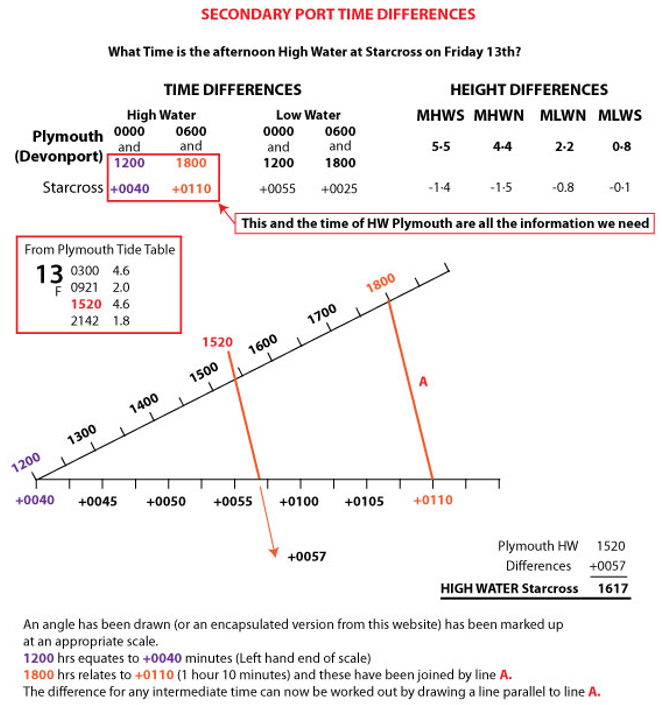 SECONDARY PORT TIME DIFFERENCES
What Time is the afternoon High Water at Starcross on Friday 13th?
TIME DIFFERENCES
HEIGHT DIFFERENCES
High Water Low Water
MHWS MHWN MLWN MLWS
0000 0600 0000 0600
Plymouth and and and and 5·5 4·4 2·2 0·8
(Devonport) 1200 1800 1200 1800
Starcross +0040 +0110 +0055 +0025 -1·4 -1·5 -0.8 -0·1
This and the time of HW Plymouth are all the information we need
From Plymouth Tide Table
13 0300 4.6
F 0921 2.0
1520 4.6
2142 1.8
1200 1300 1400 1500 1520 1600 1700 1800
A
+0040 +0045 +0050 +0055 +0100 +0105 +0110
+0057
Plymouth HW 1520
Differences +0057
HIGH WATER Starcross 1617
An angle has been drawn (or an encapsulated version from this website) has been marked up
at an appropriate scale.
1200 hrs equates to +0040 minutes (Left hand end of scale)
1800 hrs relates to +0110 (1 hour 10 minutes) and these have been joined by line A.
The difference for any intermediate time can now be worked out by drawing a line parallel to line A.